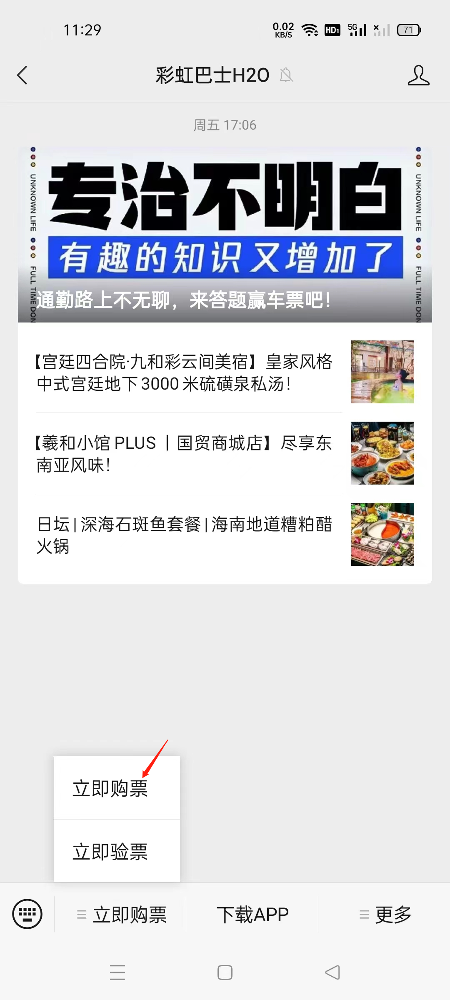 11:29
0.02
KB/S
HD1
5G
71
彩虹巴士H2O
周五 17:06
UNKNOWN LIFE
FULL TIME DON
专治不明白
有趣的知识又增加了
UNKNOWN LIFE
FULL TIME DON
通勤路上不无聊，来答题赢车票吧！
【宫廷四合院·九和彩云间美宿】皇家风格
中式宫廷地下3000米硫磺泉私汤！
【羲和小馆 PLUS | 国贸商城店】尽享东
南亚风味！
日坛 | 深海石斑鱼套餐 | 海南地道糟粕醋
火锅
立即购票
立即验票
立即购票
下载APP
更多